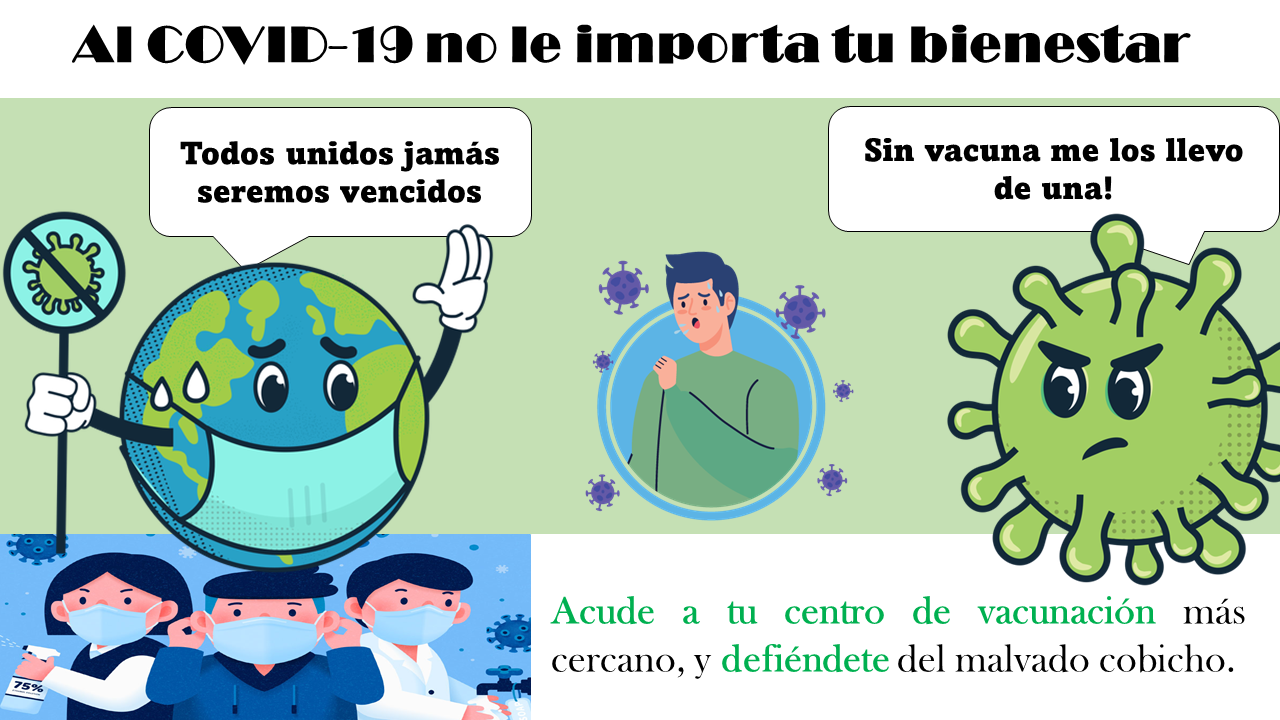 Al COVID-19 no le importa tu bienestar
Todos unidos jamás
seremos vencidos
Sin vacuna me los llevo
de una!
Acude a tu centro de vacunación más
cercano, y defiéndete del malvado cobicho.
75%